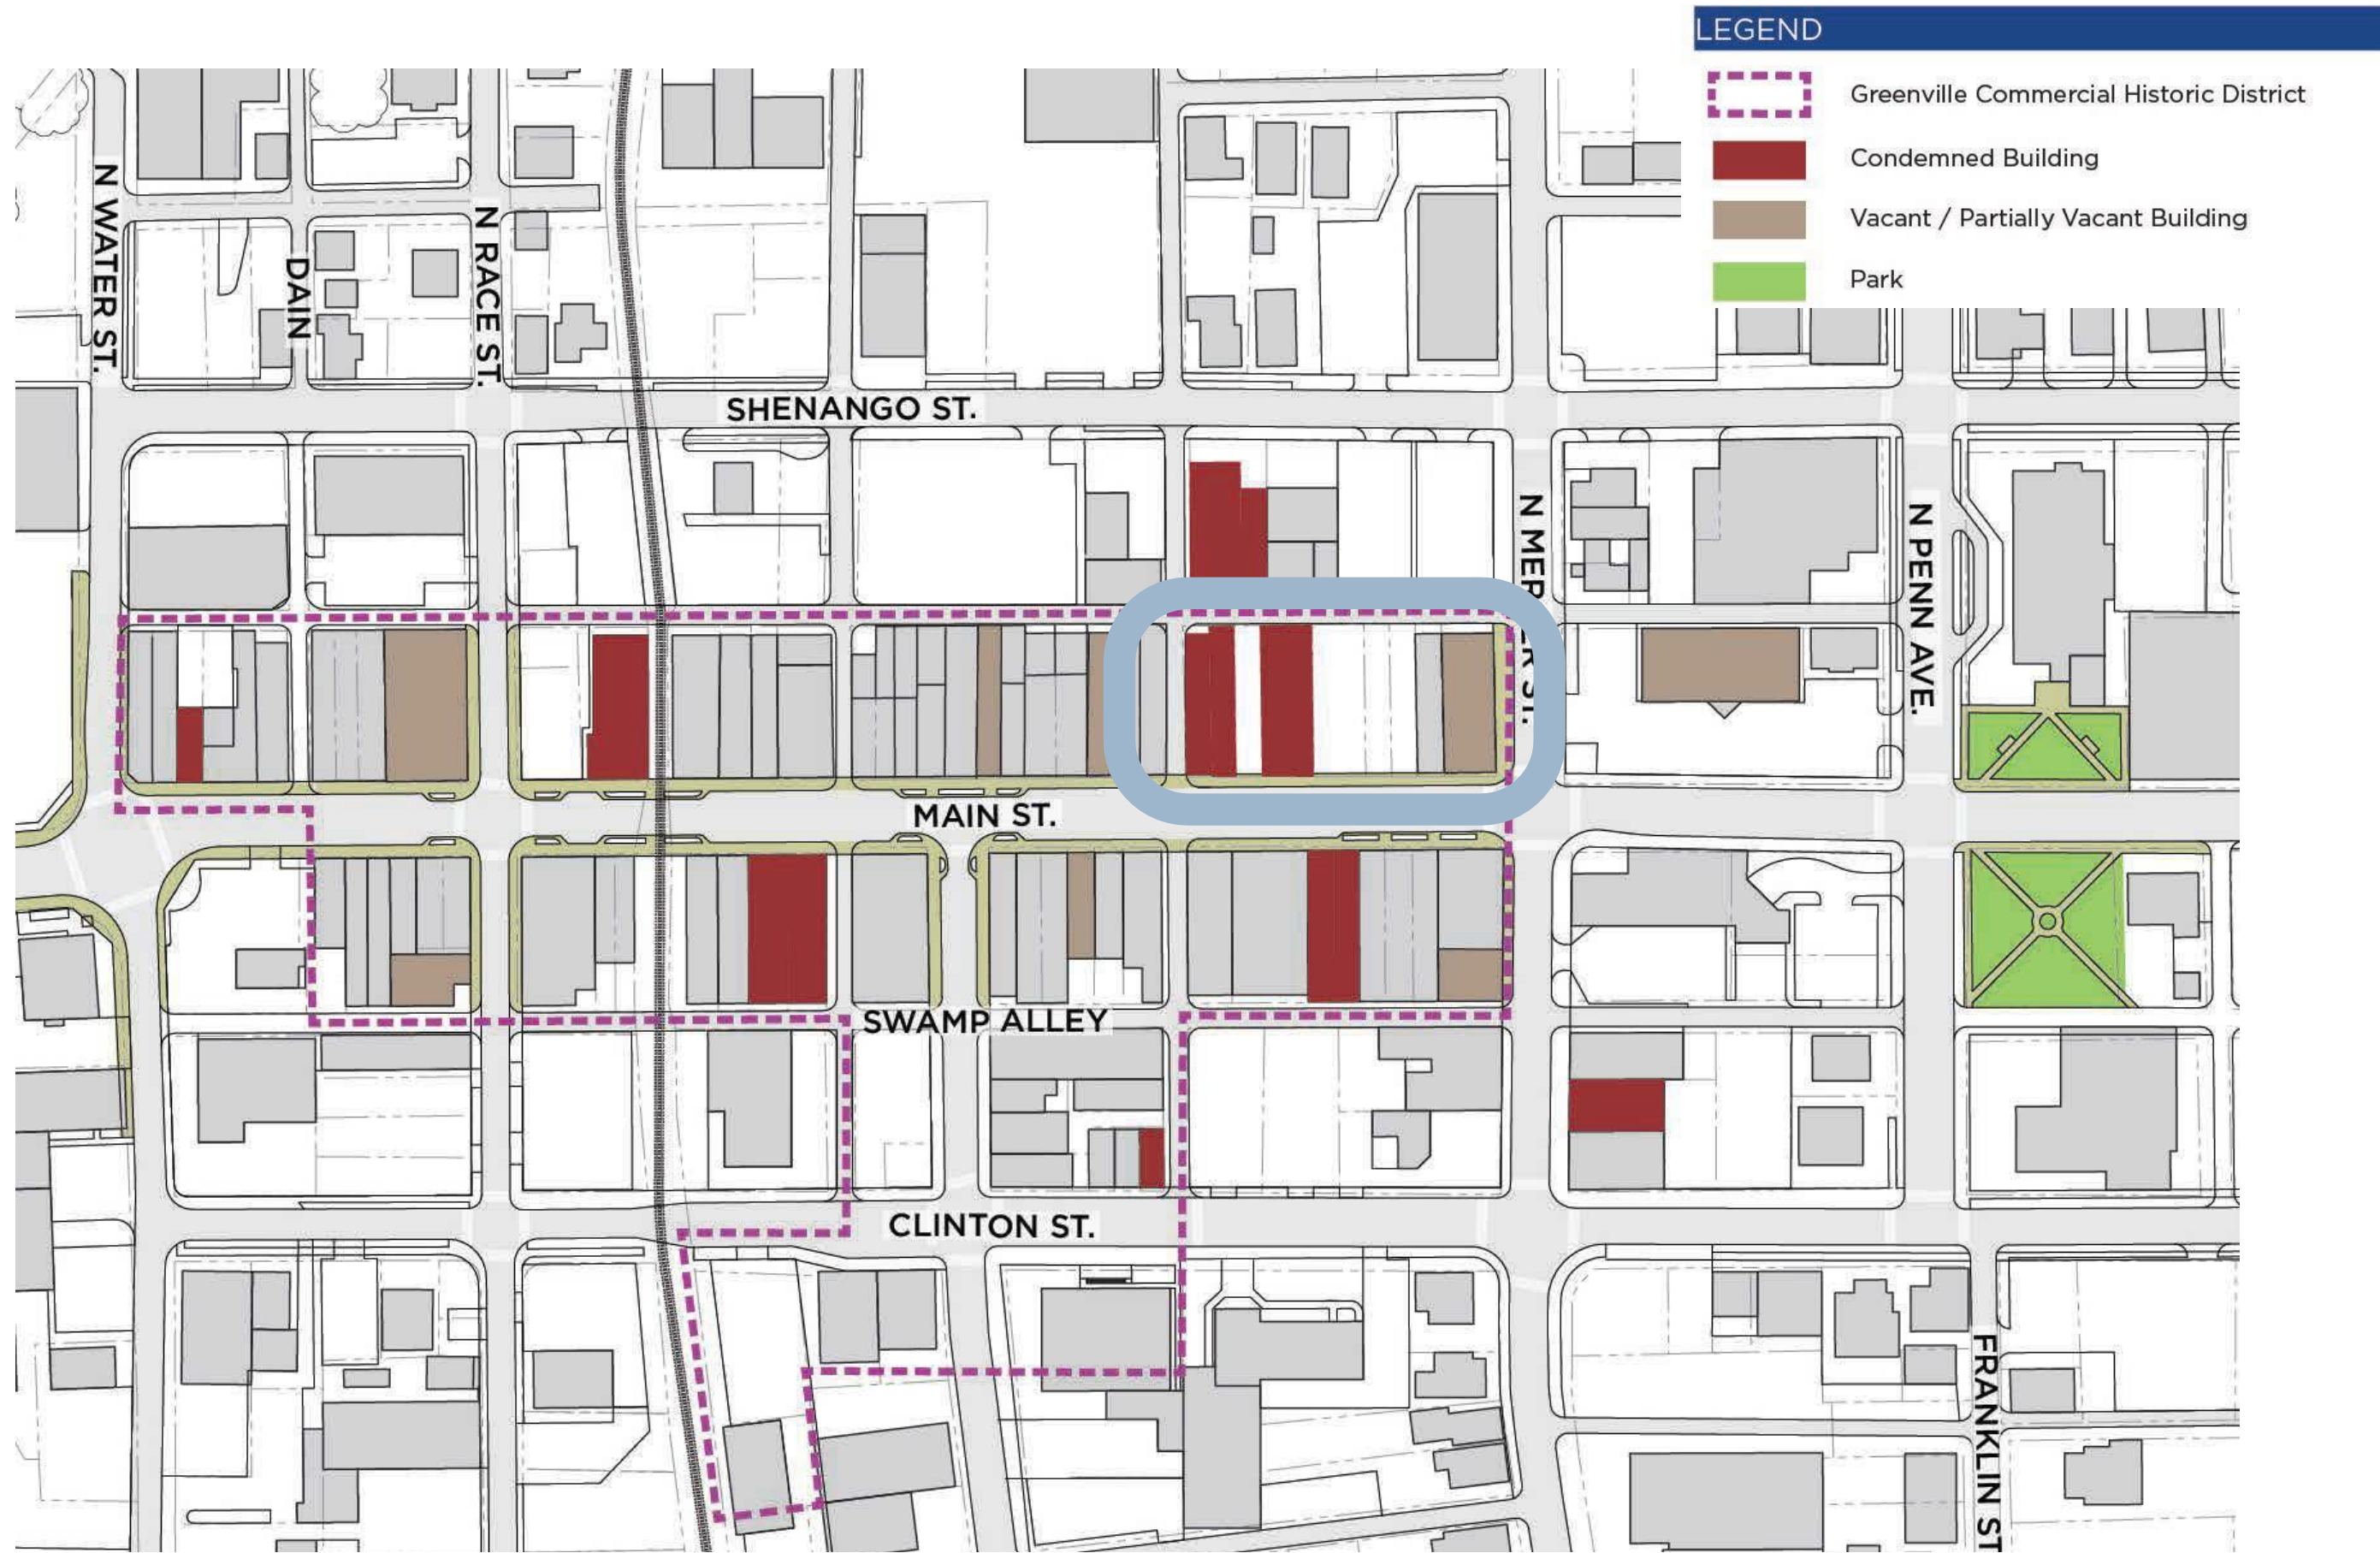 LEGEND
Greenville Commercial Historic District
Condemned Building
Vacant / Partially Vacant Building
Park
N WATER ST.
DAIN
N RACE ST.
SHENANGO ST.
N PENN AVE.
MAIN ST.
SWAMP ALLEY
CLINTON ST.
FRANKLIN ST